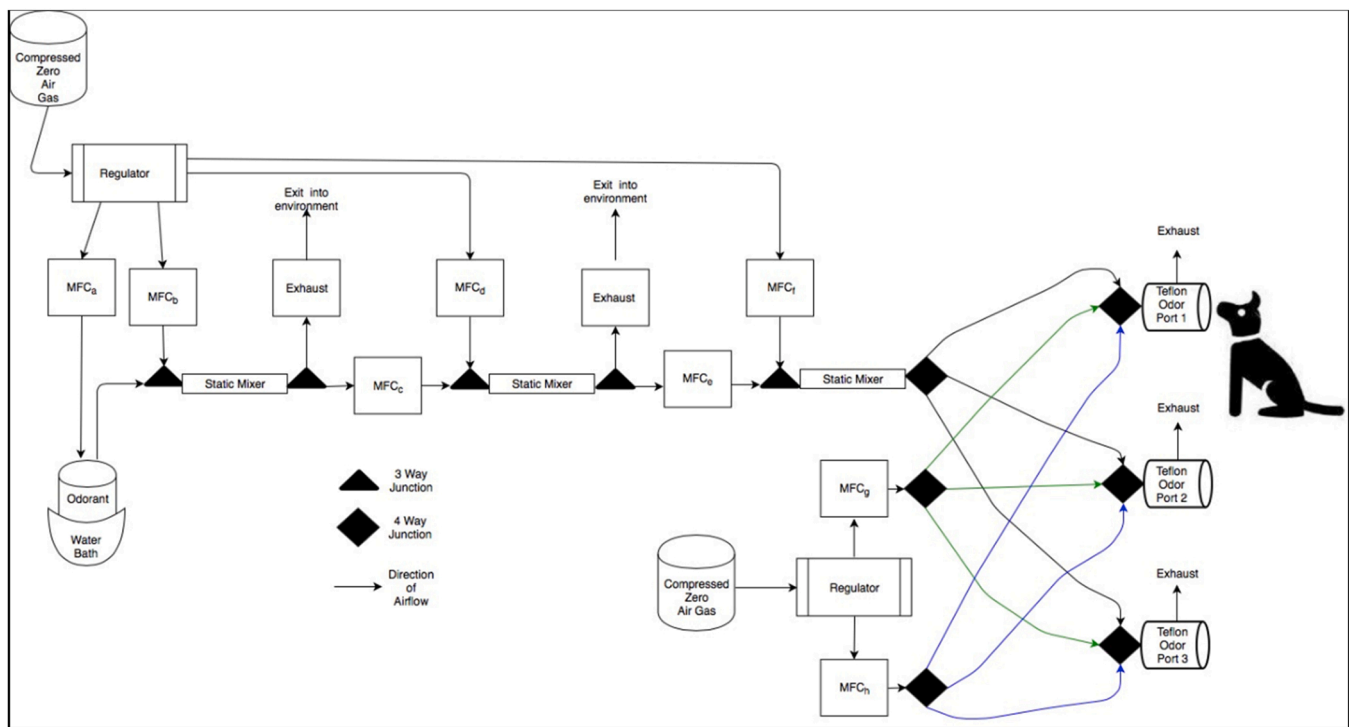 Compressed
Zero
Air
Gas
Regulator
Exit into
environment
Exit into
environment
MFCa
MFCb
Exhaust
MFCd
Exhaust
MFCf
Static Mixer
MFCc
Static Mixer
MFCe
Static Mixer
Odorant
Water
Bath
3 Way
Junction
4 Way
Junction
Direction
of
Airflow
Compressed
Zero
Air Gas
Regulator
MFCg
MFCh
Exhaust
Teflon
Odor
Port 1
Exhaust
Teflon
Odor
Port 2
Exhaust
Teflon
Odor
Port 3